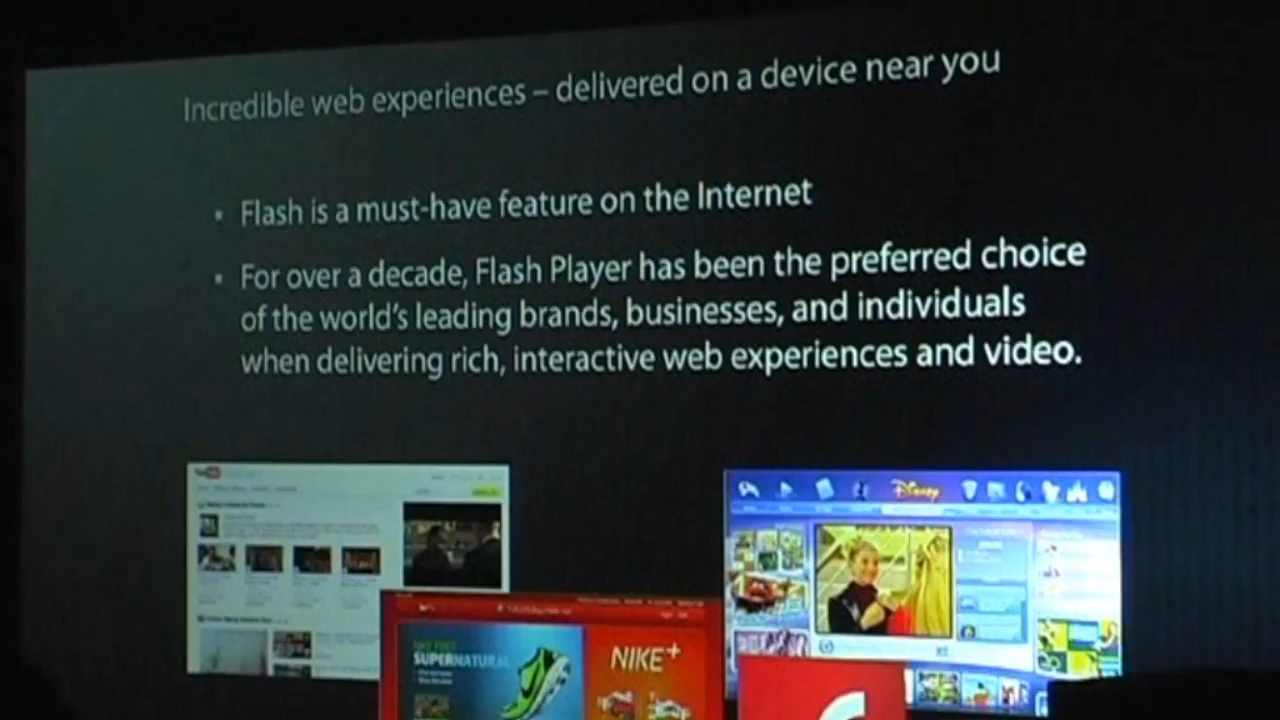 Incredible web experiences – delivered on a device near you
▪ Flash is a must-have feature on the Internet
▪ For over a decade, Flash Player has been the preferred choice
of the world's leading brands, businesses, and individuals
when delivering rich, interactive web experiences and video.
Disney
SUPERNATURAL
NIKE+